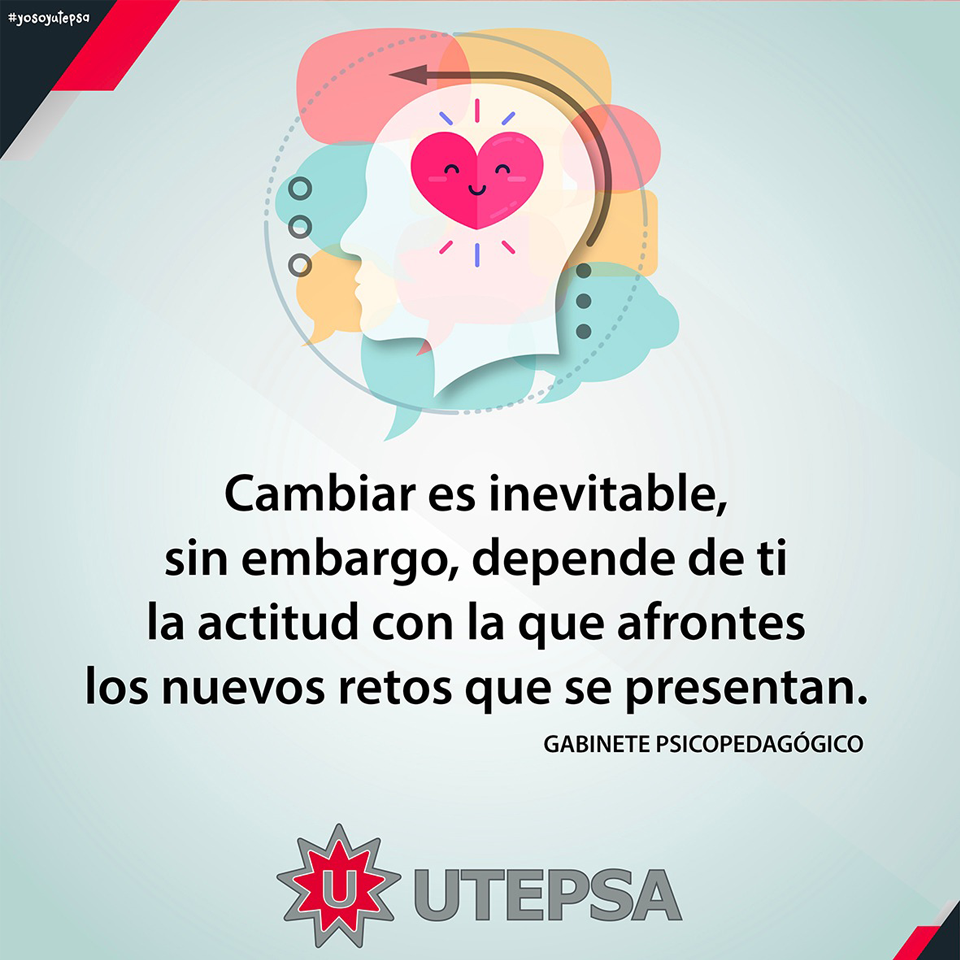 #yosoyutepsa
Cambiar es inevitable,
sin embargo, depende de ti
la actitud con la que afrontes
los nuevos retos que se presentan.
GABINETE PSICOPEDAGÓGICO
U UTEPSA